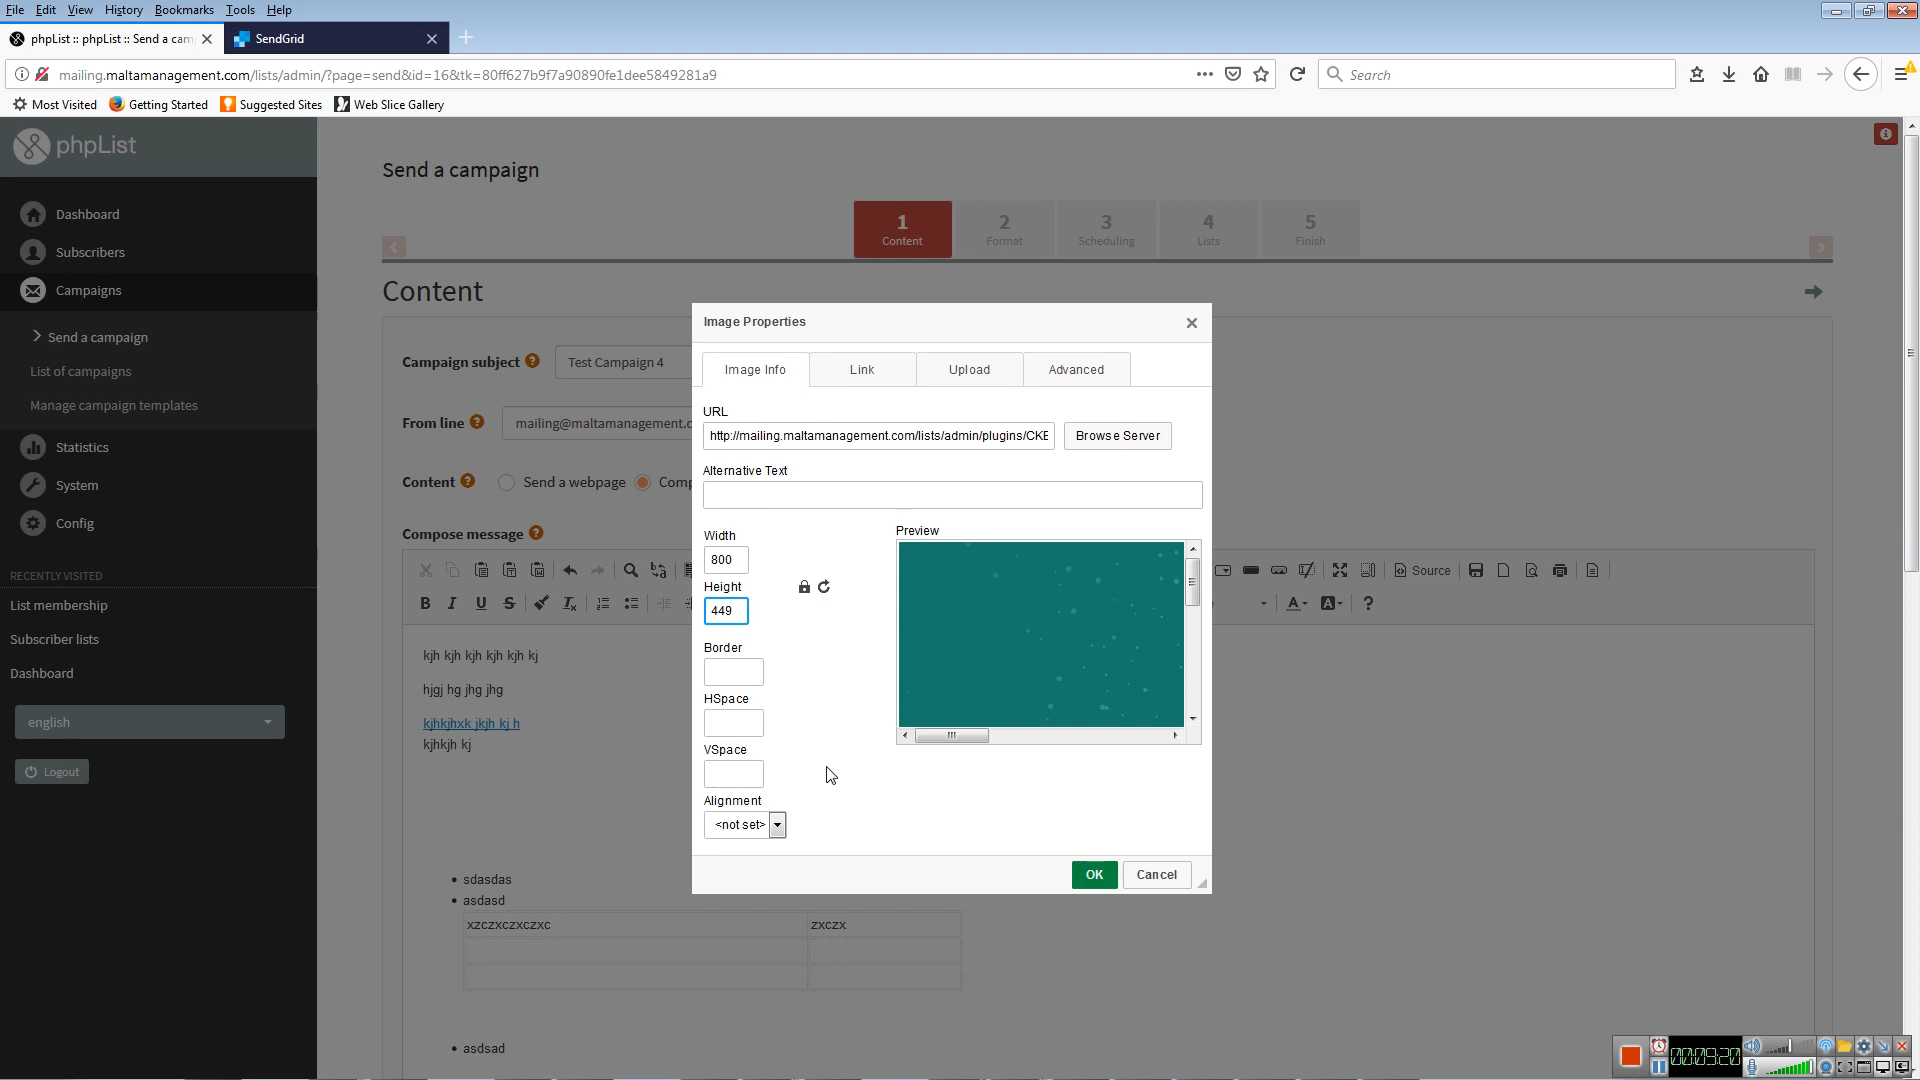 File Edit View History Bookmarks Tools Help
phpList :: phpList :: Send a cam
SendGrid
mailing.maltamanagement.com/lists/admin/?page=send&id=16&tk=80ff627b9f7a90890fe1dee5849281a9
Search
Most Visited Getting Started Suggested Sites Web Slice Gallery
phpList
Dashboard
Subscribers
Campaigns
Send a campaign
List of campaigns
Manage campaign templates
Statistics
System
Config
RECENTLY VISITED
List membership
Subscriber lists
Dashboard
english
Logout
Send a campaign
1 Content
2 Format
3 Scheduling
4 Lists
5 Finish
Content
Campaign subject Test Campaign 4
From line mailing@maltamanagement.c
Content Send a webpage Comp
Compose message
Source
kjh kjh kjh kjh kjh kj
hjgj hg jhg jhg
kjhkjhxk jkjh kj h
kjhkjh kj
sdasdas
asdasd
xzczxczxczxc zxczx
asdsad
Image Properties
Image Info Link Upload Advanced
URL
http://mailing.maltamanagement.com/lists/admin/plugins/CKE
Browse Server
Alternative Text
Width
800
Height
449
Border
HSpace
VSpace
Alignment
<not set>
Preview
OK Cancel
00:09:20